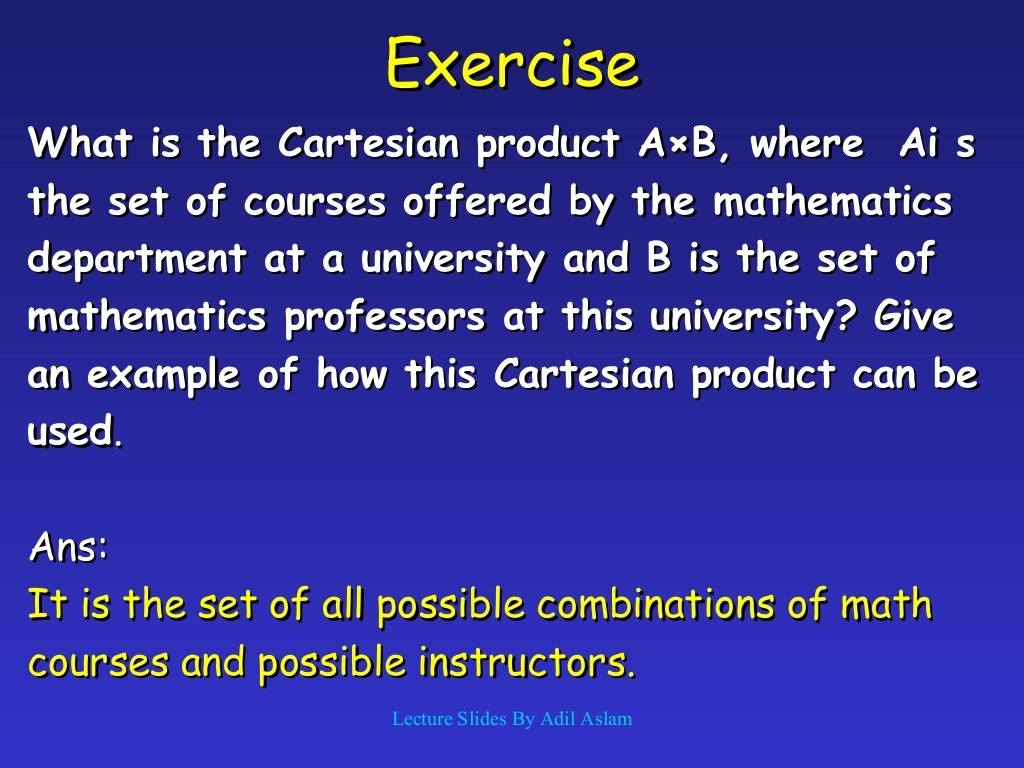 Exercise
What is the Cartesian product A×B, where  Ai s
the set of courses offered by the mathematics
department at a university and B is the set of
mathematics professors at this university? Give
an example of how this Cartesian product can be
used.
Ans:
It is the set of all possible combinations of math
courses and possible instructors.
Lecture Slides By Adil Aslam